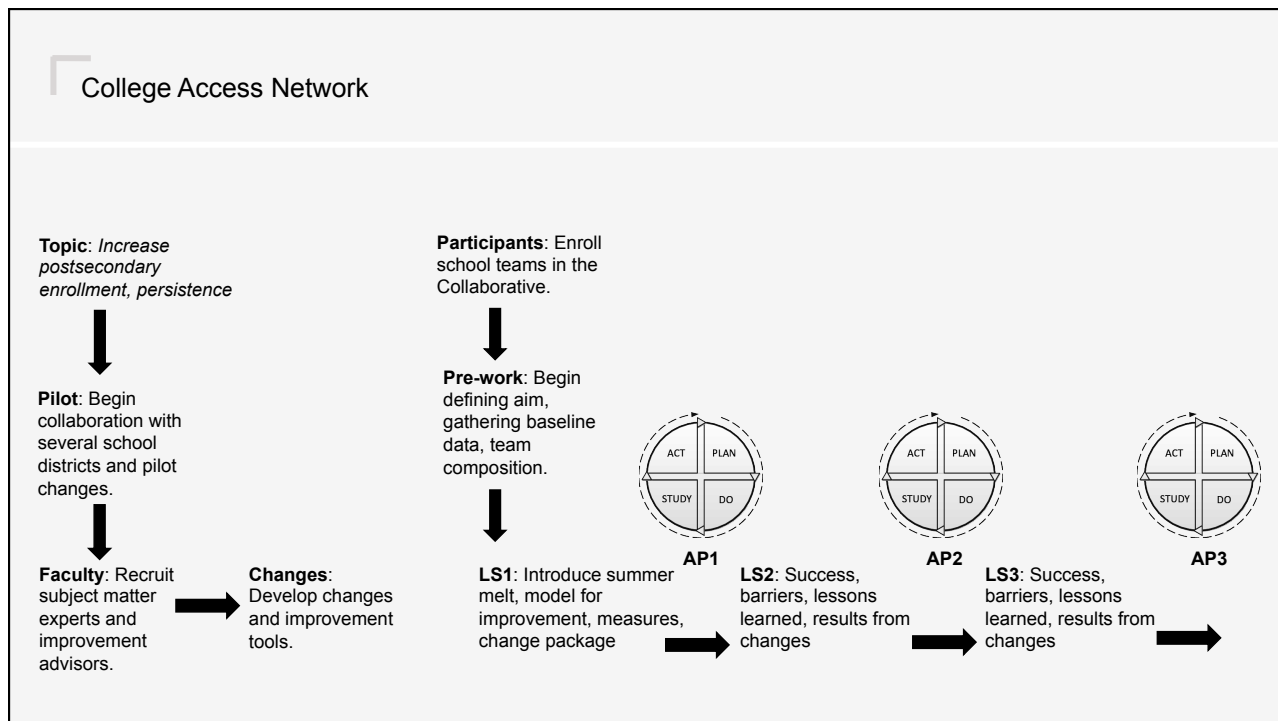 College Access Network
Topic: Increase
postsecondary
enrollment, persistence
Pilot: Begin
collaboration with
several school
districts and pilot
changes.
Faculty: Recruit
subject matter
experts and
improvement
advisors.
Changes:
Develop changes
and improvement
tools.
Participants: Enroll
school teams in the
Collaborative.
Pre-work: Begin
defining aim,
gathering baseline
data, team
composition.
LS1: Introduce summer
melt, model for
improvement, measures,
change package
ACT PLAN
STUDY DO
AP1
LS2: Success,
barriers, lessons
learned, results from
changes
ACT PLAN
STUDY DO
AP2
LS3: Success,
barriers, lessons
learned, results from
changes
ACT PLAN
STUDY DO
AP3